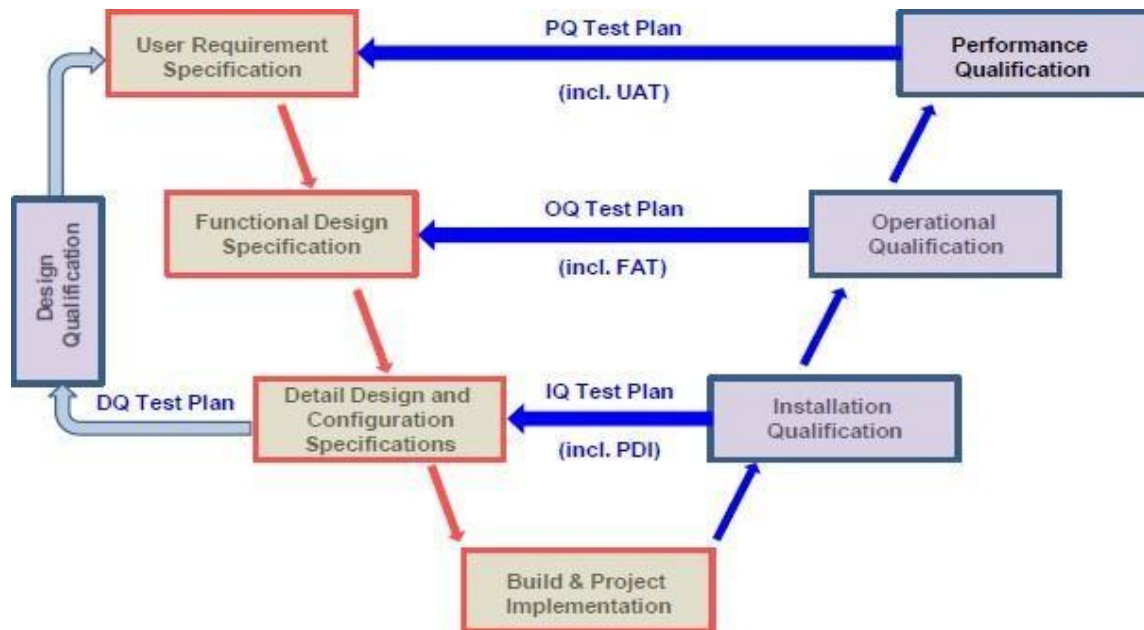 User Requirement
Specification
PQ Test Plan
(incl. UAT)
Performance
Qualification
Functional Design
Specification
OQ Test Plan
(incl. FAT)
Operational
Qualification
Design
Qualification
DQ Test Plan
Detail Design and
Configuration
Specifications
IQ Test Plan
(incl. PDI)
Installation
Qualification
Build & Project
Implementation